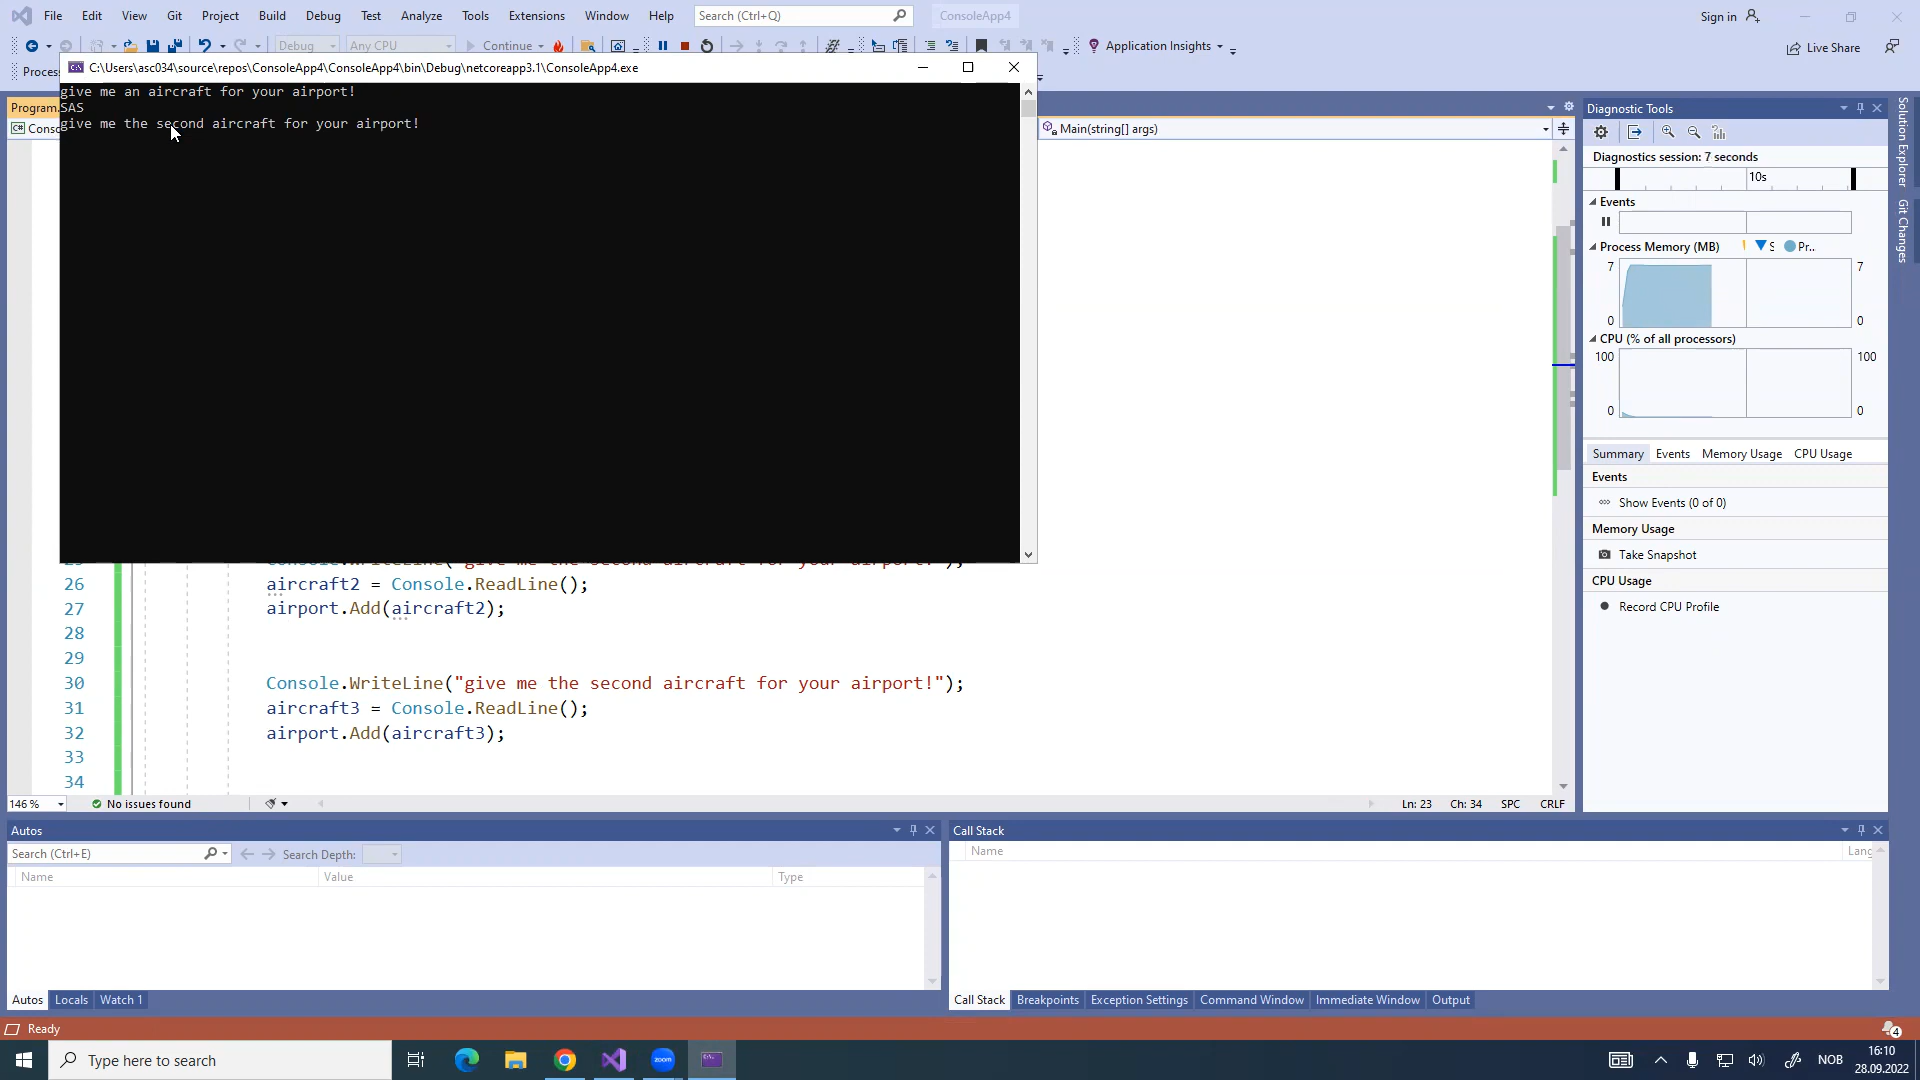 File Edit View Git Project Build Debug Test Analyze Tools Extensions Window Help Search (Ctrl+Q) ConsoleApp4 Sign in
Debug Any CPU Continue Application Insights Live Share
Proces
C:\Users\asc034\source\repos\ConsoleApp4\ConsoleApp4\bin\Debug\netcoreapp3.1\ConsoleApp4.exe
give me an aircraft for your airport!
SAS
give me the second aircraft for your airport!
Program.
C# Conso
Main(string[] args)
26 aircraft2 = Console.ReadLine();
27 airport.Add(aircraft2);
28
29
30 Console.WriteLine("give me the second aircraft for your airport!");
31 aircraft3 = Console.ReadLine();
32 airport.Add(aircraft3);
33
34
146 % No issues found Ln: 23 Ch: 34 SPC CRLF
Diagnostic Tools
Diagnostics session: 7 seconds
10s
Events
Process Memory (MB) S Pr...
7 7
0 0
CPU (% of all processors)
100 100
0 0
Summary Events Memory Usage CPU Usage
Events
Show Events (0 of 0)
Memory Usage
Take Snapshot
CPU Usage
Record CPU Profile
Solution Explorer
Git Changes
Autos
Search (Ctrl+E) Search Depth:
Name Value Type
Autos Locals Watch 1
Call Stack
Name Lang
Call Stack Breakpoints Exception Settings Command Window Immediate Window Output
Ready
4
Type here to search
zoom
NOB
16:10
28.09.2022